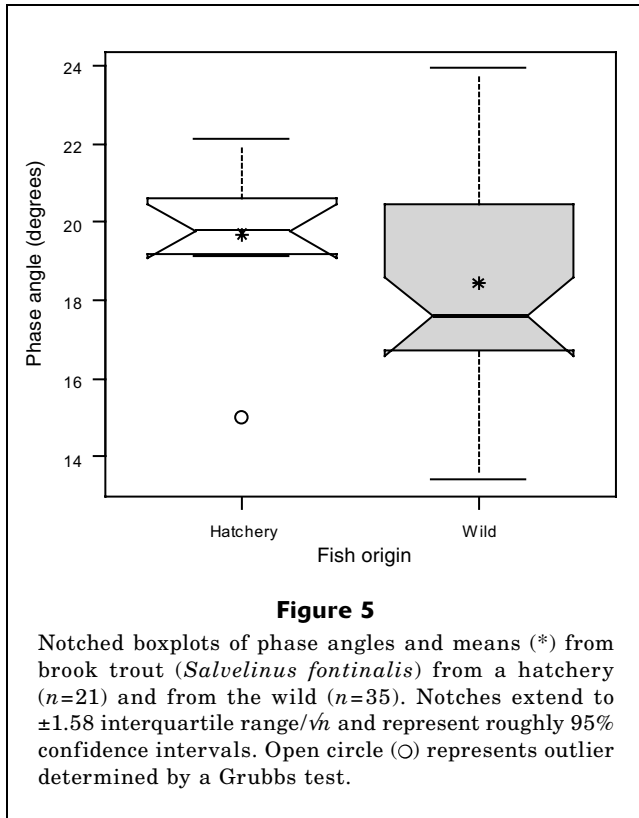 24
22
20
18
16
14
Phase angle (degrees)
Hatchery
Wild
Fish origin
Figure 5
Notched boxplots of phase angles and means (*) from
brook trout (Salvelinus fontinalis) from a hatchery
(n=21) and from the wild (n=35). Notches extend to
±1.58 interquartile range/√n and represent roughly 95%
confidence intervals. Open circle (○) represents outlier
determined by a Grubbs test.